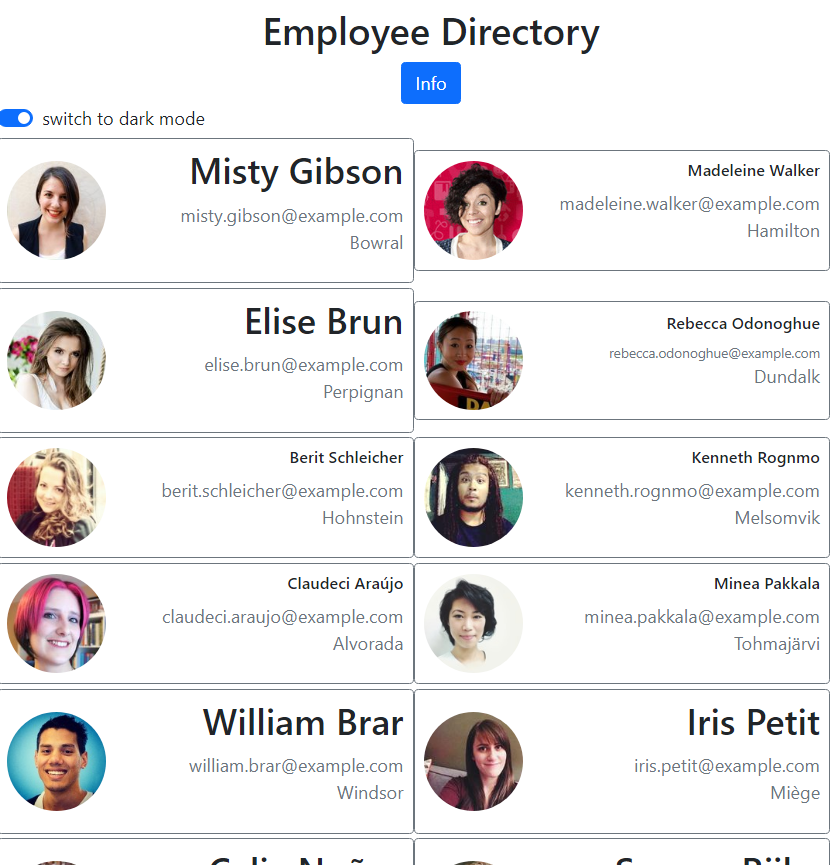 Employee Directory
Info
switch to dark mode
Misty Gibson
misty.gibson@example.com
Bowral
Madeleine Walker
madeleine.walker@example.com
Hamilton
Elise Brun
elise.brun@example.com
Perpignan
Rebecca Odonoghue
rebecca.odonoghue@example.com
Dundalk
Berit Schleicher
berit.schleicher@example.com
Hohnstein
Kenneth Rognmo
kenneth.rognmo@example.com
Melsomvik
Claudeci Araújo
claudeci.araujo@example.com
Alvorada
Minea Pakkala
minea.pakkala@example.com
Tohmajärvi
William Brar
william.brar@example.com
Windsor
Iris Petit
iris.petit@example.com
Miège